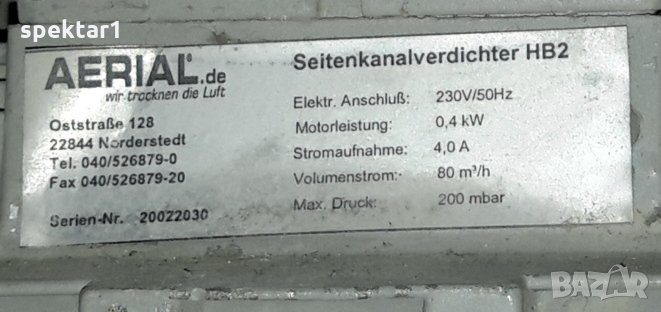 spektar1
AERIAL®.de
wir trocknen die Luft
Oststraße 128
22844 Norderstedt
Tel. 040/526879-0
Fax 040/526879-20
Serien-Nr. 20022030
Seitenkanalverdichter HB2
Elektr. Anschluß: 230V/50Hz
Motorleistung: 0,4 kW
Stromaufnahme: 4,0 A
Volumenstrom: 80 m³/h
Max. Druck: 200 mbar
BAZAR